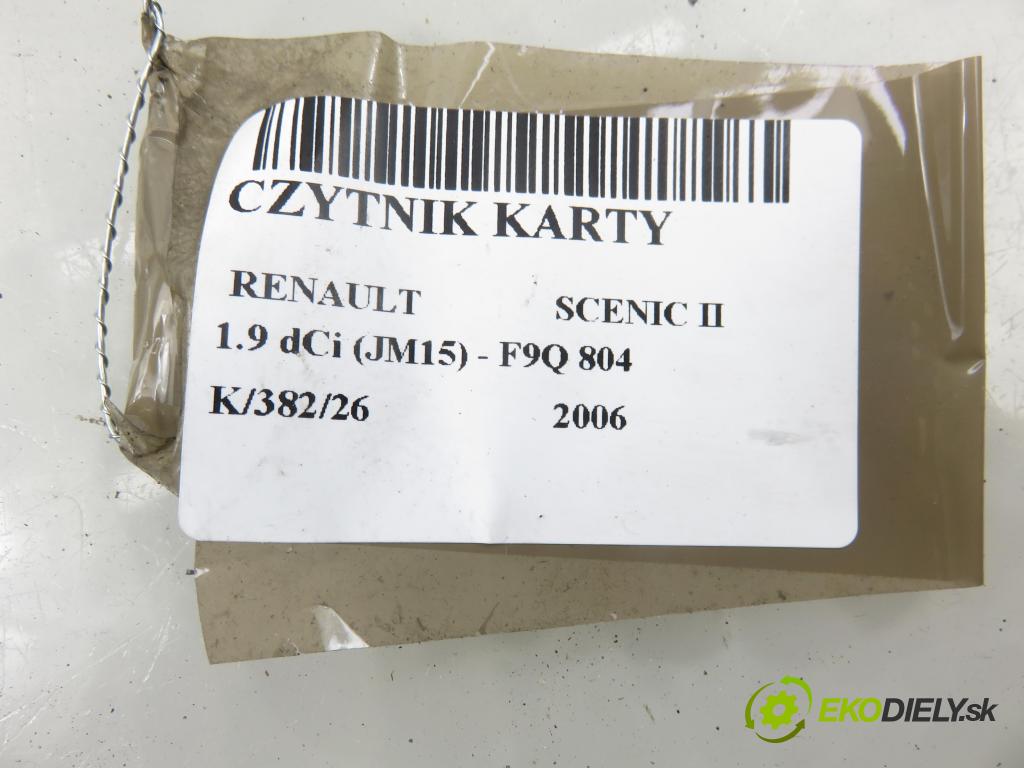 CZYTNIK KARTY
RENAULT SCENIC II
1.9 dCi (JM15) - F9Q 804
K/382/26 2006
EKODIELY.sk